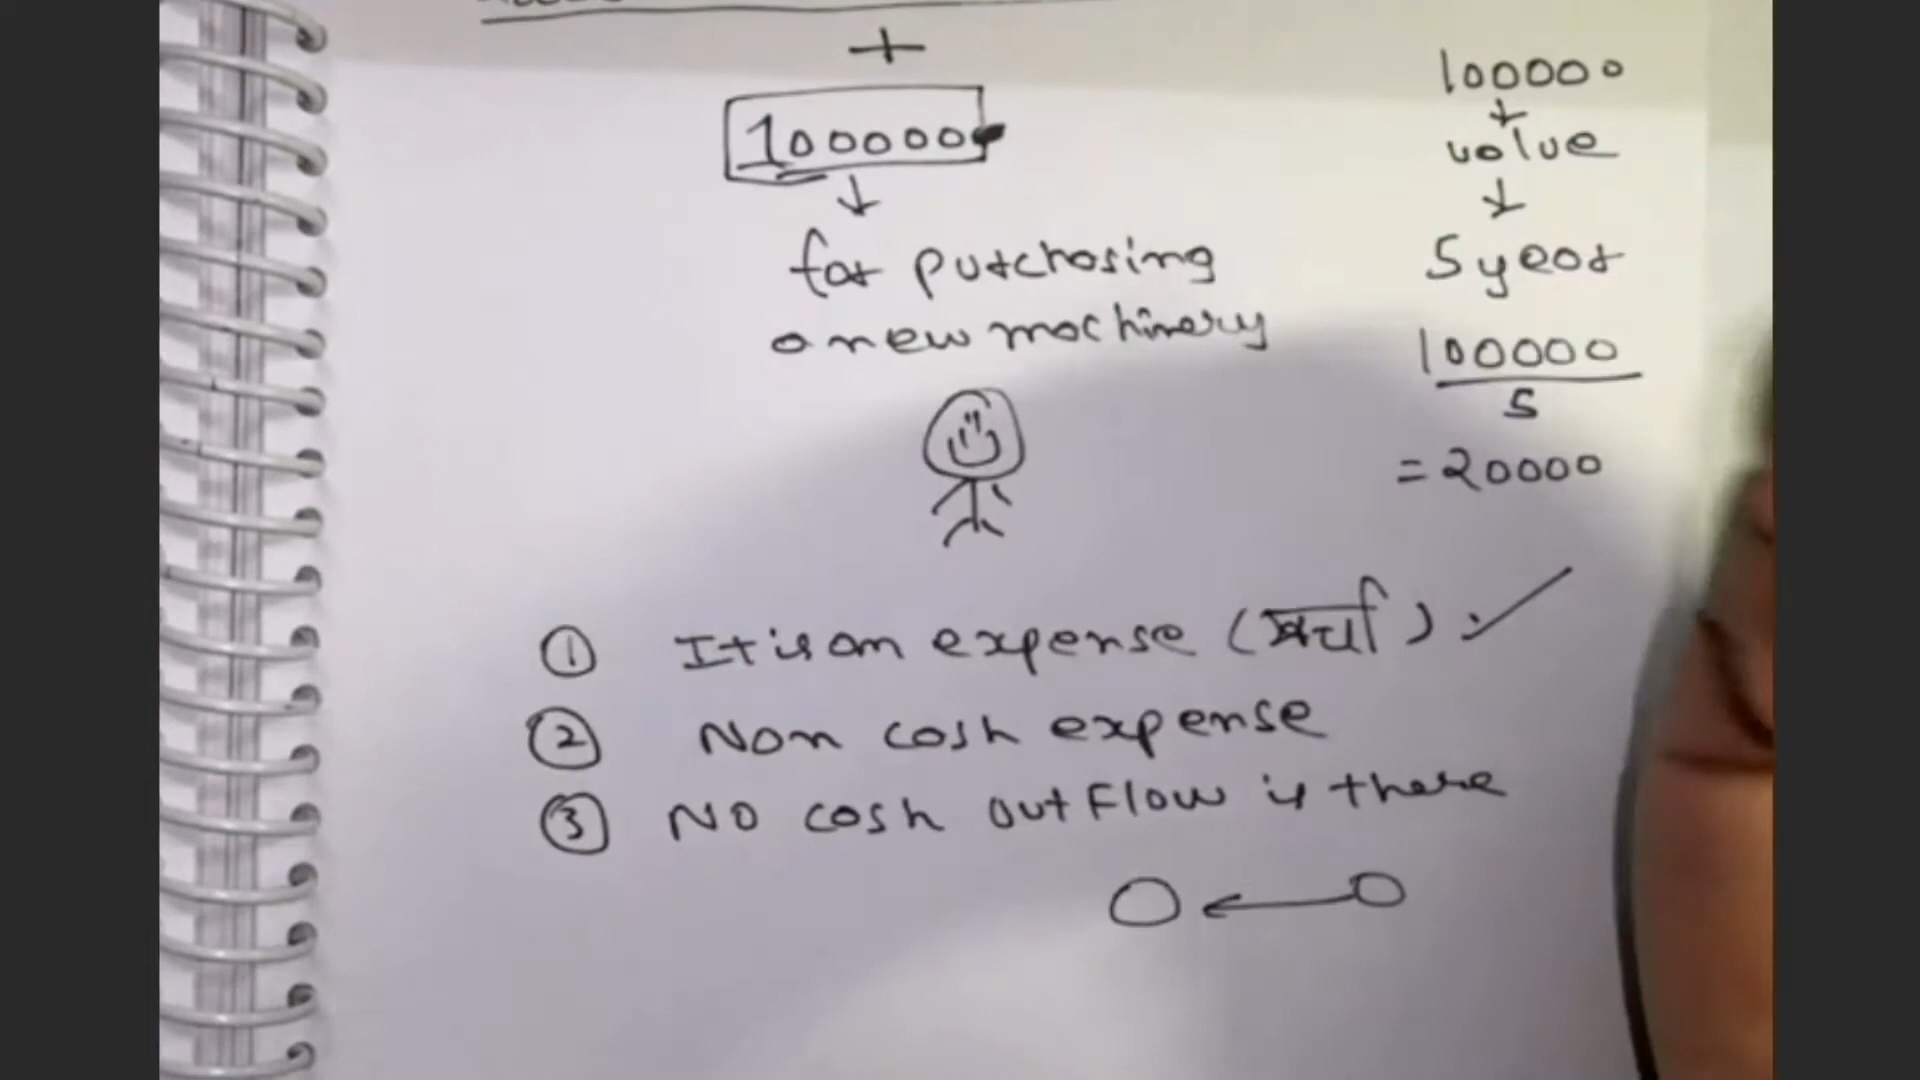 100000
for purchasing
a new machinery
100000
value
5 year
100000
5
= 20000
① It is an expense (खर्चा).
② Non cash expense
③ NO cash outflow is there